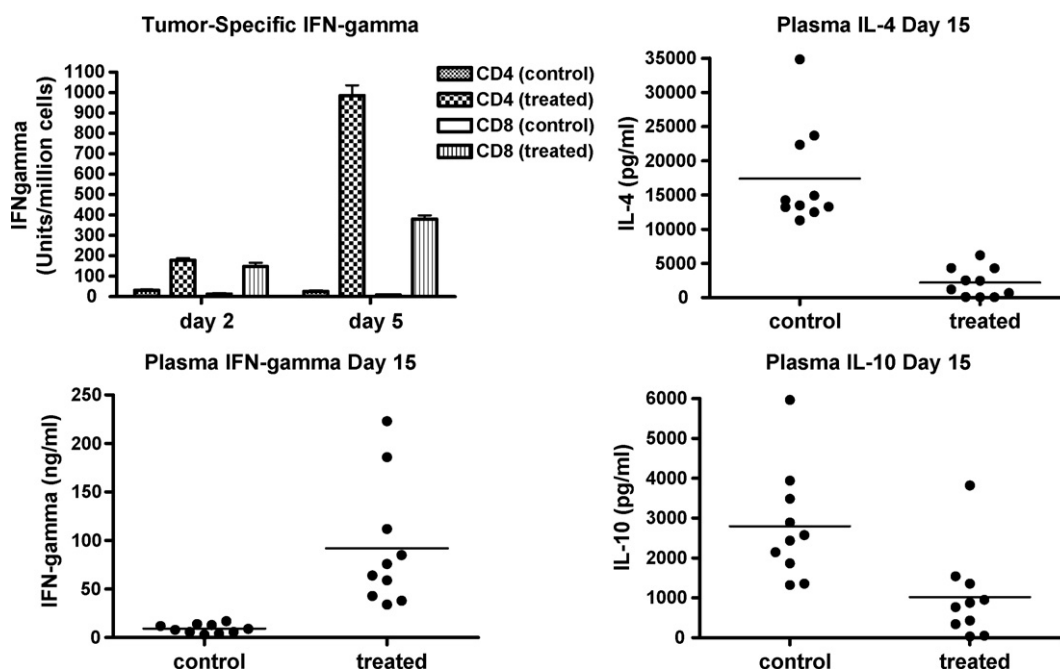 Tumor-Specific IFN-gamma
IFNgamma
(Units/million cells)
1100
1000
900
800
700
600
500
400
300
200
100
0
day 2
day 5
CD4 (control)
CD4 (treated)
CD8 (control)
CD8 (treated)
Plasma IL-4 Day 15
IL-4 (pg/ml)
35000
30000
25000
20000
15000
10000
5000
0
control
treated
Plasma IFN-gamma Day 15
IFN-gamma (ng/ml)
250
200
150
100
50
0
control
treated
Plasma IL-10 Day 15
IL-10 (pg/ml)
6000
5000
4000
3000
2000
1000
0
control
treated